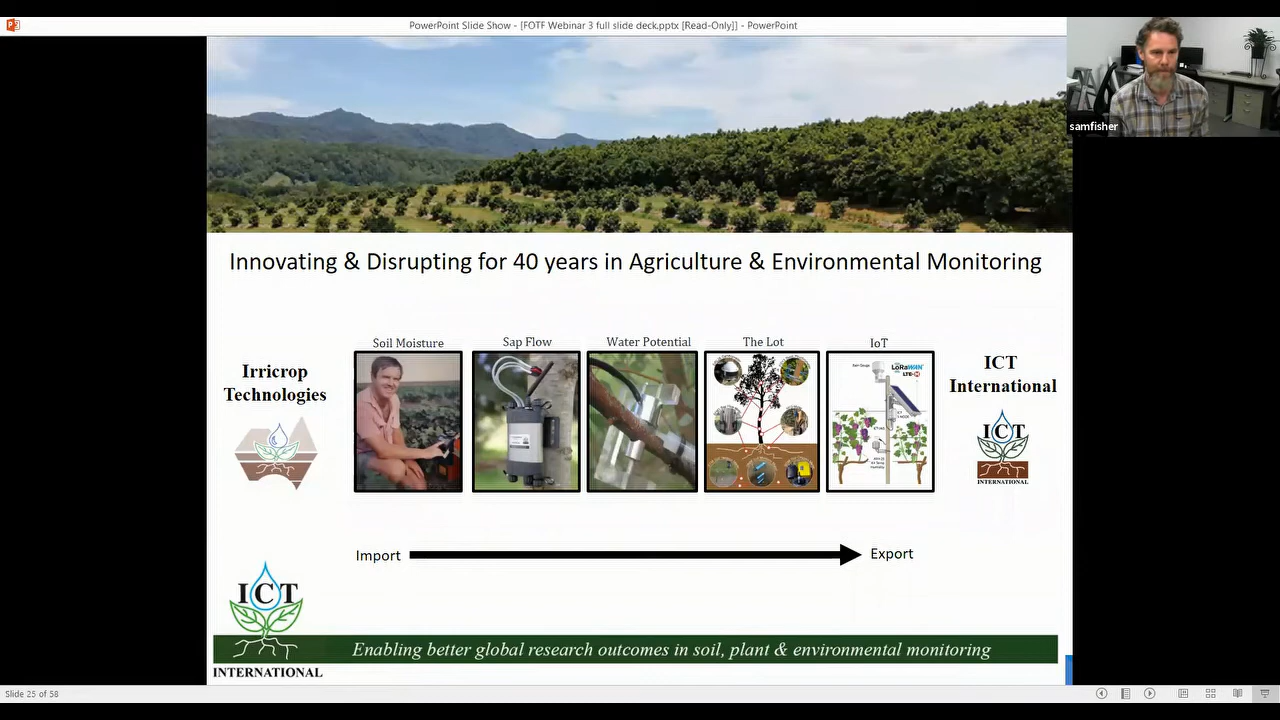 PowerPoint Slide Show - [FOTF Webinar 3 full slide deck.pptx [Read-Only]] - PowerPoint
samfisher
Innovating & Disrupting for 40 years in Agriculture & Environmental Monitoring
Irricrop
Technologies
Soil Moisture
Sap Flow
Water Potential
The Lot
IoT
LoRaWAN
LTE-M
ICT
International
ICT
INTERNATIONAL
Import
Export
ICT
INTERNATIONAL
Enabling better global research outcomes in soil, plant & environmental monitoring
Slide 25 of 58